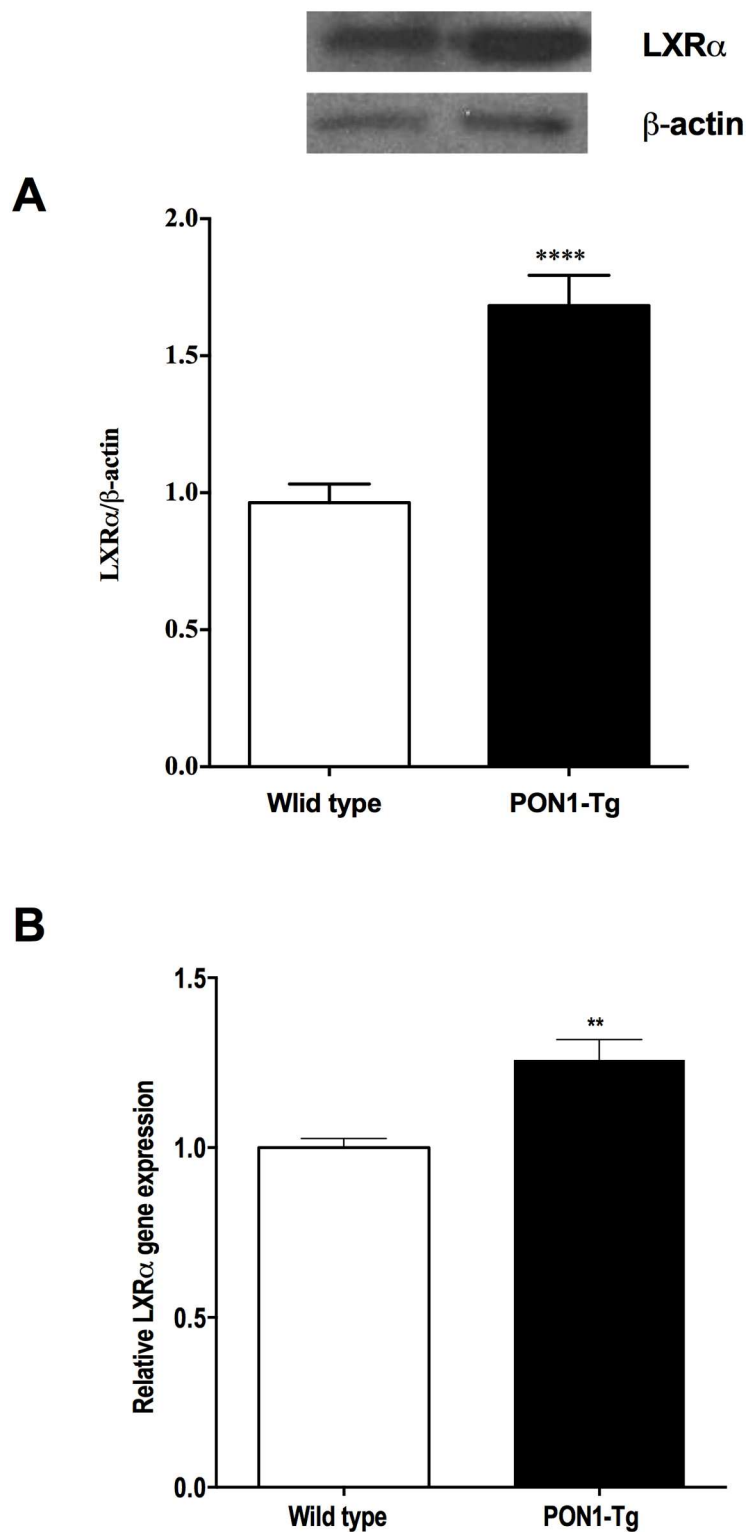 LXRα
β-actin
A
2.0
****
1.5
1.0
0.5
0.0
LXRα/β-actin
Wlid type PON1-Tg
B
1.5
**
1.0
0.5
0.0
Relative LXRα gene expression
Wild type PON1-Tg